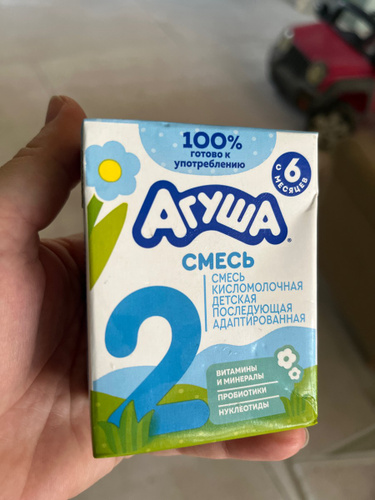 100%
ГОТОВО К
УПОТРЕБЛЕНИЮ
С 6 МЕСЯЦЕВ
АГУША
СМЕСЬ
СМЕСЬ
КИСЛОМОЛОЧНАЯ
ДЕТСКАЯ
ПОСЛЕДУЮЩАЯ
АДАПТИРОВАННАЯ
2
ВИТАМИНЫ
И МИНЕРАЛЫ
ПРОБИОТИКИ
НУКЛЕОТИДЫ